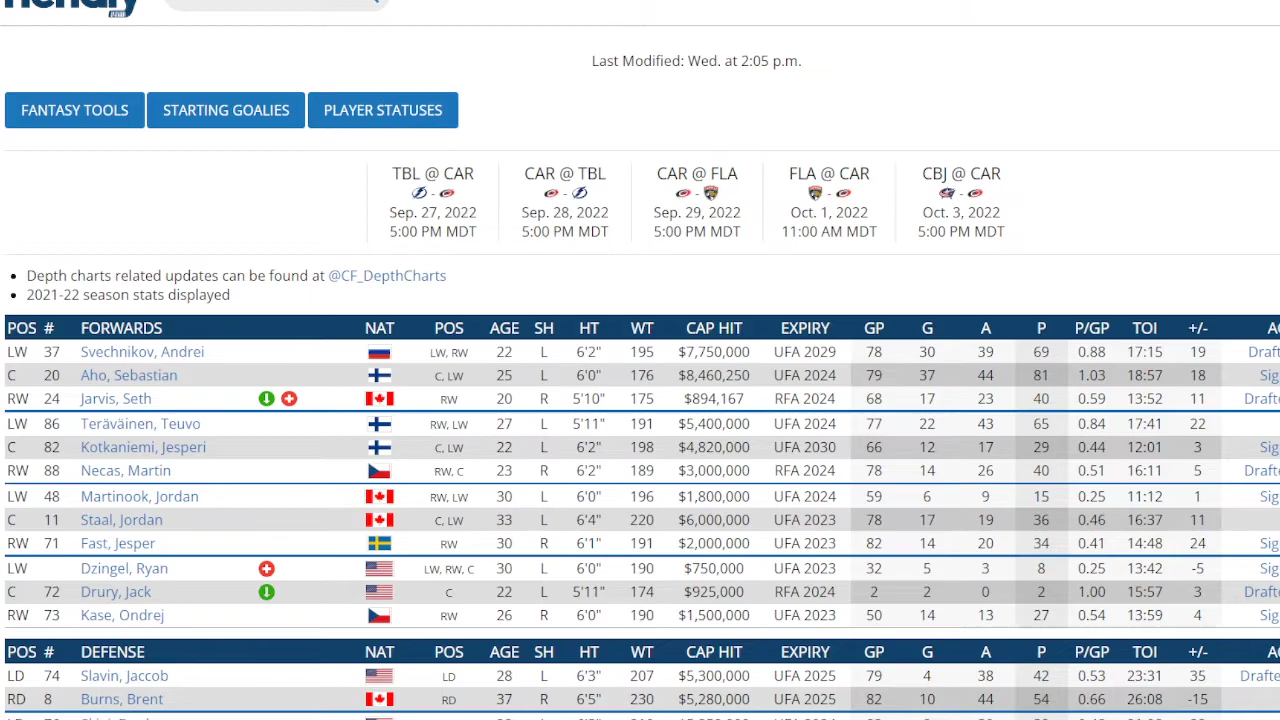 Last Modified: Wed. at 2:05 p.m.
FANTASY TOOLS STARTING GOALIES PLAYER STATUSES
TBL @ CAR CAR @ TBL CAR @ FLA FLA @ CAR CBJ @ CAR
- - - - -
Sep. 27, 2022 Sep. 28, 2022 Sep. 29, 2022 Oct. 1, 2022 Oct. 3, 2022
5:00 PM MDT 5:00 PM MDT 5:00 PM MDT 11:00 AM MDT 5:00 PM MDT
• Depth charts related updates can be found at @CF_DepthCharts
• 2021-22 season stats displayed
POS # FORWARDS NAT POS AGE SH HT WT CAP HIT EXPIRY GP G A P P/GP TOI +/- AC
LW 37 Svechnikov, Andrei LW, RW 22 L 6'2" 195 $7,750,000 UFA 2029 78 30 39 69 0.88 17:15 19 Draft
C 20 Aho, Sebastian C, LW 25 L 6'0" 176 $8,460,250 UFA 2024 79 37 44 81 1.03 18:57 18 Sig
RW 24 Jarvis, Seth RW 20 R 5'10" 175 $894,167 RFA 2024 68 17 23 40 0.59 13:52 11 Drafte
LW 86 Teräväinen, Teuvo RW, LW 27 L 5'11" 191 $5,400,000 UFA 2024 77 22 43 65 0.84 17:41 22
C 82 Kotkaniemi, Jesperi C, LW 22 L 6'2" 198 $4,820,000 UFA 2030 66 12 17 29 0.44 12:01 3 Sig
RW 88 Necas, Martin RW, C 23 R 6'2" 189 $3,000,000 RFA 2024 78 14 26 40 0.51 16:11 5 Drafte
LW 48 Martinook, Jordan RW, LW 30 L 6'0" 196 $1,800,000 UFA 2024 59 6 9 15 0.25 11:12 1 Sig
C 11 Staal, Jordan C, LW 33 L 6'4" 220 $6,000,000 UFA 2023 78 17 19 36 0.46 16:37 11
RW 71 Fast, Jesper RW 30 R 6'1" 191 $2,000,000 UFA 2023 82 14 20 34 0.41 14:48 24 Sig
LW Dzingel, Ryan LW, RW, C 30 L 6'0" 190 $750,000 UFA 2023 32 5 3 8 0.25 13:42 -5 Sig
C 72 Drury, Jack C 22 L 5'11" 174 $925,000 RFA 2024 2 2 0 2 1.00 15:57 3 Drafte
RW 73 Kase, Ondrej RW 26 R 6'0" 190 $1,500,000 UFA 2023 50 14 13 27 0.54 13:59 4 Sig
POS # DEFENSE NAT POS AGE SH HT WT CAP HIT EXPIRY GP G A P P/GP TOI +/- AC
LD 74 Slavin, Jaccob LD 28 L 6'3" 207 $5,300,000 UFA 2025 79 4 38 42 0.53 23:31 35 Drafte
RD 8 Burns, Brent RD 37 R 6'5" 230 $5,280,000 UFA 2025 82 10 44 54 0.66 26:08 -15